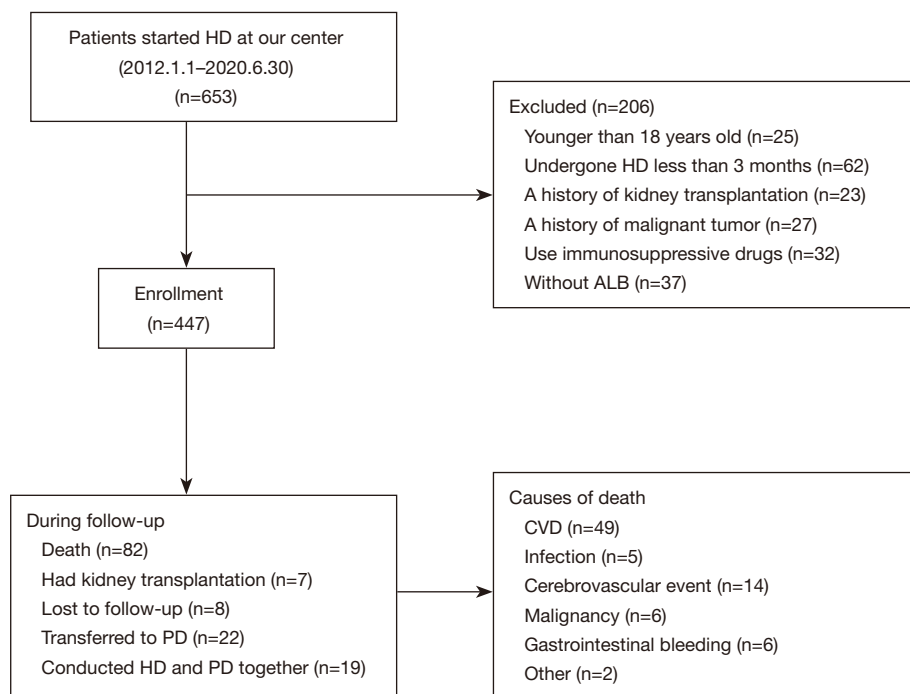 Patients started HD at our center
(2012.1.1–2020.6.30)
(n=653)
Excluded (n=206)
Younger than 18 years old (n=25)
Undergone HD less than 3 months (n=62)
A history of kidney transplantation (n=23)
A history of malignant tumor (n=27)
Use immunosuppressive drugs (n=32)
Without ALB (n=37)
Enrollment
(n=447)
During follow-up
Death (n=82)
Had kidney transplantation (n=7)
Lost to follow-up (n=8)
Transferred to PD (n=22)
Conducted HD and PD together (n=19)
Causes of death
CVD (n=49)
Infection (n=5)
Cerebrovascular event (n=14)
Malignancy (n=6)
Gastrointestinal bleeding (n=6)
Other (n=2)